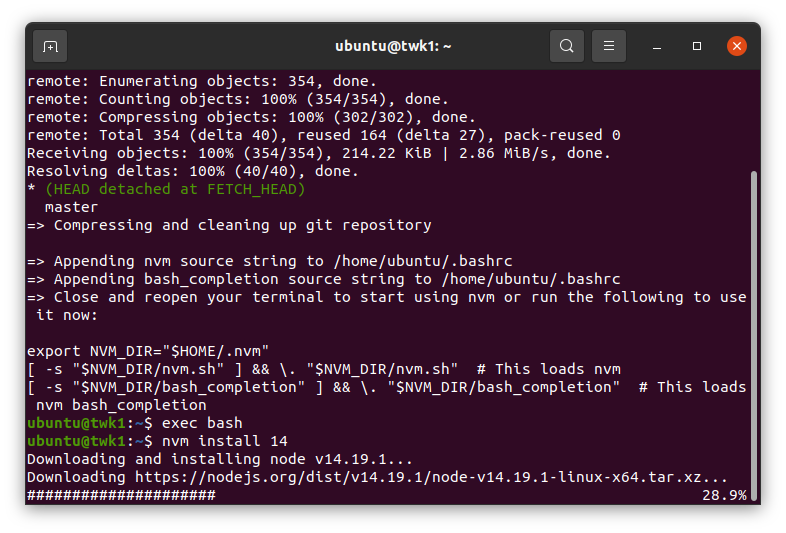 ubuntu@twk1: ~
remote: Enumerating objects: 354, done.
remote: Counting objects: 100% (354/354), done.
remote: Compressing objects: 100% (302/302), done.
remote: Total 354 (delta 40), reused 164 (delta 27), pack-reused 0
Receiving objects: 100% (354/354), 214.22 KiB | 2.86 MiB/s, done.
Resolving deltas: 100% (40/40), done.
* (HEAD detached at FETCH_HEAD)
  master
=> Compressing and cleaning up git repository

=> Appending nvm source string to /home/ubuntu/.bashrc
=> Appending bash_completion source string to /home/ubuntu/.bashrc
=> Close and reopen your terminal to start using nvm or run the following to use
 it now:

export NVM_DIR="$HOME/.nvm"
[ -s "$NVM_DIR/nvm.sh" ] && \. "$NVM_DIR/nvm.sh"  # This loads nvm
[ -s "$NVM_DIR/bash_completion" ] && \. "$NVM_DIR/bash_completion"  # This loads
 nvm bash_completion
ubuntu@twk1:~$ exec bash
ubuntu@twk1:~$ nvm install 14
Downloading and installing node v14.19.1...
Downloading https://nodejs.org/dist/v14.19.1/node-v14.19.1-linux-x64.tar.xz...
##################### 28.9%